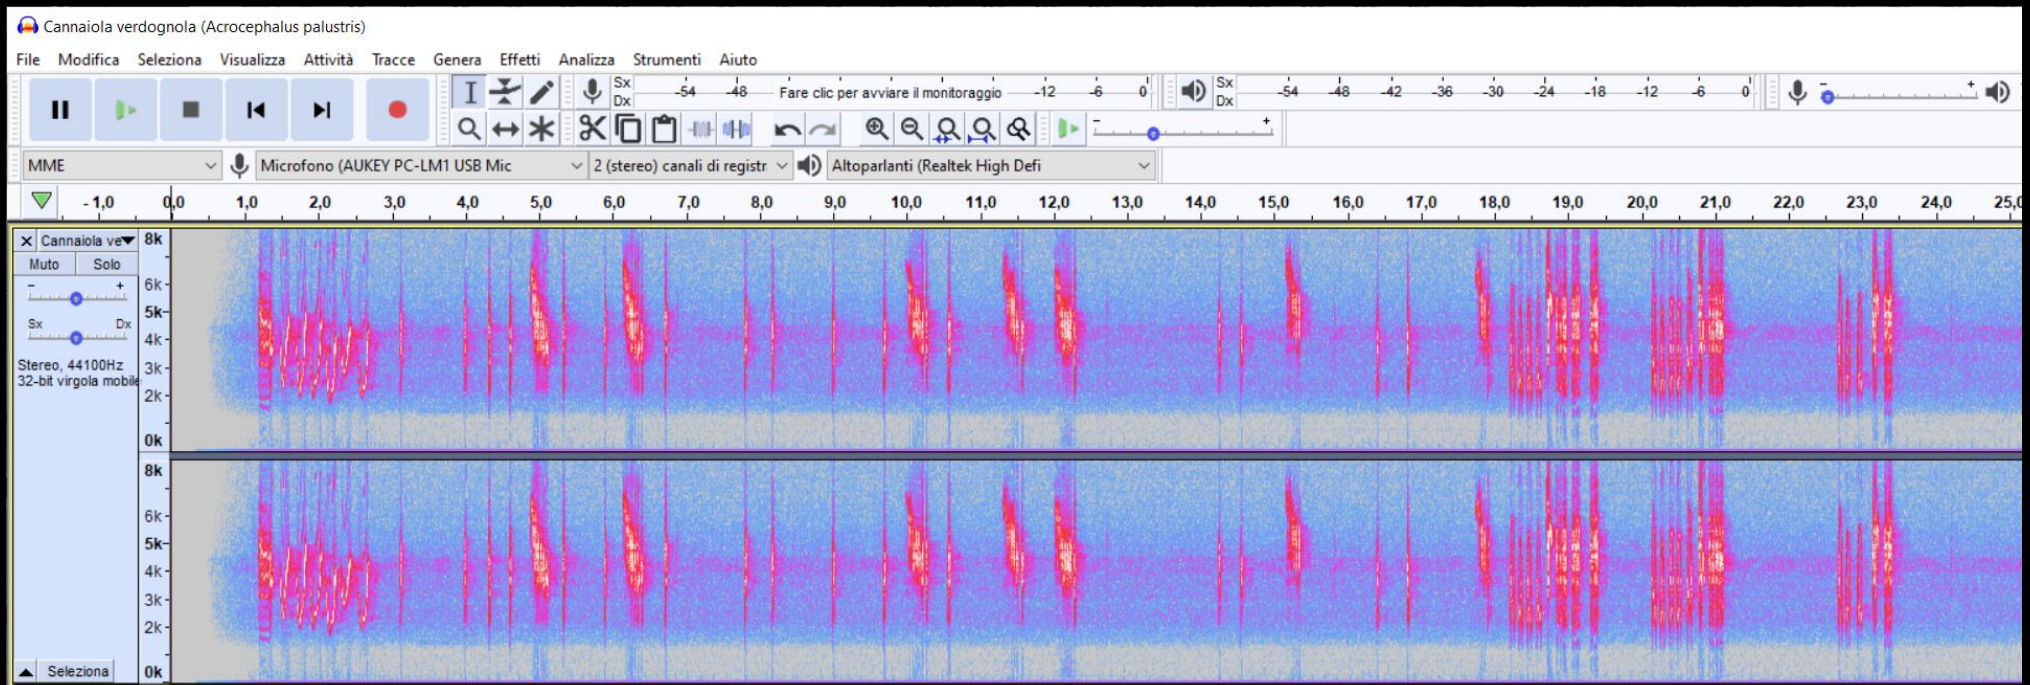 Cannaiola verdognola (Acrocephalus palustris)
File Modifica Seleziona Visualizza Attività Tracce Genera Effetti Analizza Strumenti Aiuto
Sx
Dx
-54 -48 Fare clic per avviare il monitoraggio -12 -6 0
Sx
Dx
-54 -48 -42 -36 -30 -24 -18 -12 -6 0
- +
- +
MME
Microfono (AUKEY PC-LM1 USB Mic
2 (stereo) canali di registr
Altoparlanti (Realtek High Defi
- 1,0 0,0 1,0 2,0 3,0 4,0 5,0 6,0 7,0 8,0 9,0 10,0 11,0 12,0 13,0 14,0 15,0 16,0 17,0 18,0 19,0 20,0 21,0 22,0 23,0 24,0 25,0
Cannaiola ve
Muto Solo
- +
Sx Dx
Stereo, 44100Hz
32-bit virgola mobile
Seleziona
8k
6k
5k
4k
3k
2k
0k
8k
6k
5k
4k
3k
2k
0k